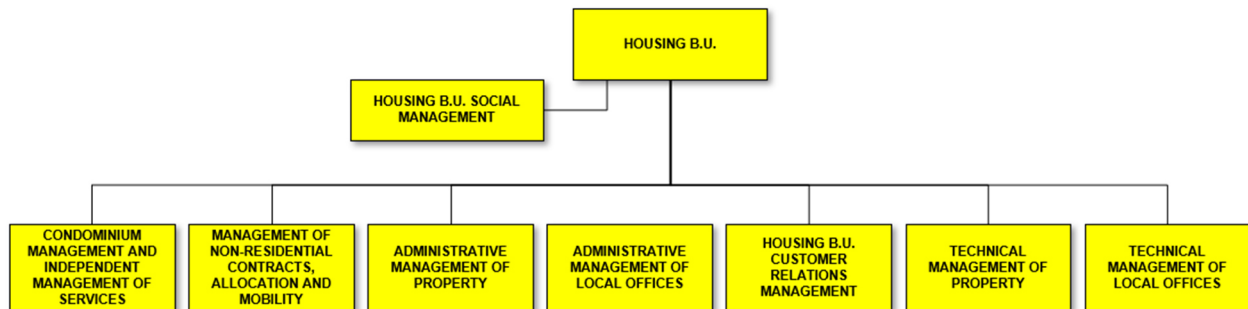 HOUSING B.U.
HOUSING B.U. SOCIAL
MANAGEMENT
CONDOMINIUM
MANAGEMENT AND
INDEPENDENT
MANAGEMENT OF
SERVICES
MANAGEMENT OF
NON-RESIDENTIAL
CONTRACTS,
ALLOCATION AND
MOBILITY
ADMINISTRATIVE
MANAGEMENT OF
PROPERTY
ADMINISTRATIVE
MANAGEMENT OF
LOCAL OFFICES
HOUSING B.U.
CUSTOMER
RELATIONS
MANAGEMENT
TECHNICAL
MANAGEMENT OF
PROPERTY
TECHNICAL
MANAGEMENT OF
LOCAL OFFICES